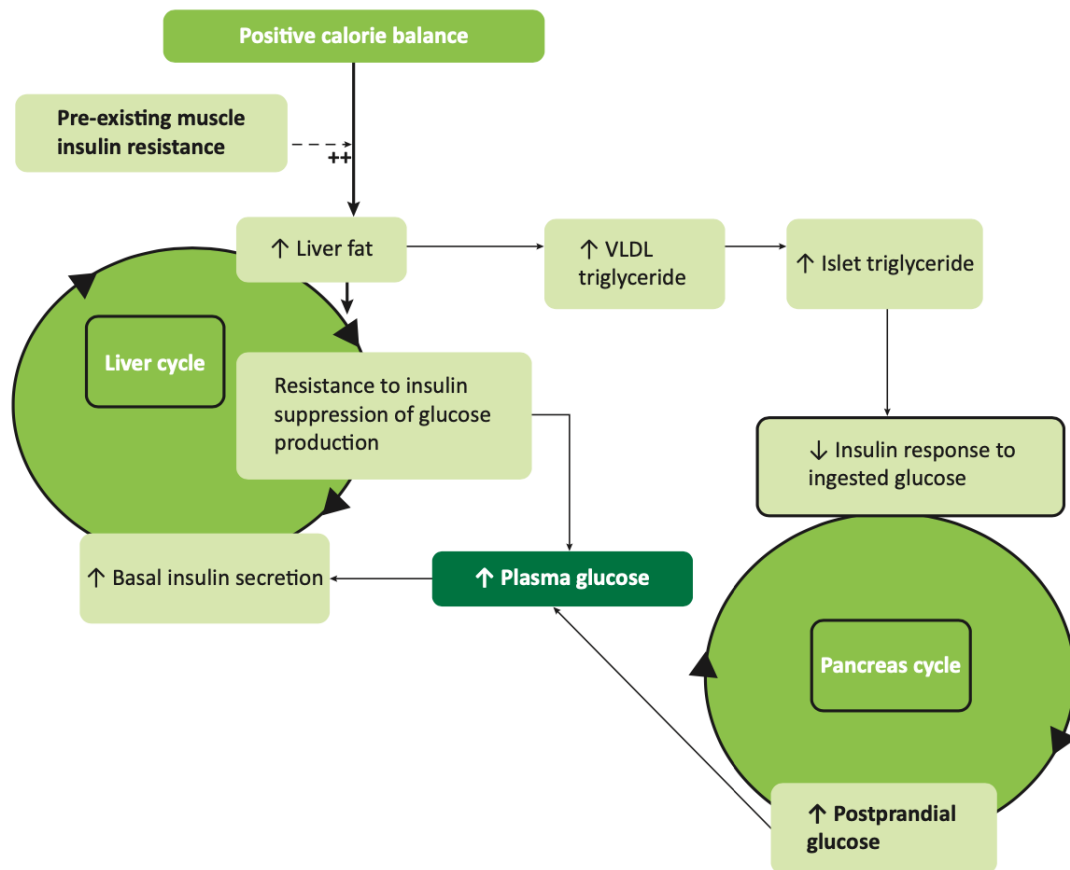 Positive calorie balance
Pre-existing muscle
insulin resistance
++
↑ Liver fat
↑ VLDL
triglyceride
↑ Islet triglyceride
Liver cycle
Resistance to insulin
suppression of glucose
production
↓ Insulin response to
ingested glucose
↑ Basal insulin secretion
↑ Plasma glucose
Pancreas cycle
↑ Postprandial
glucose